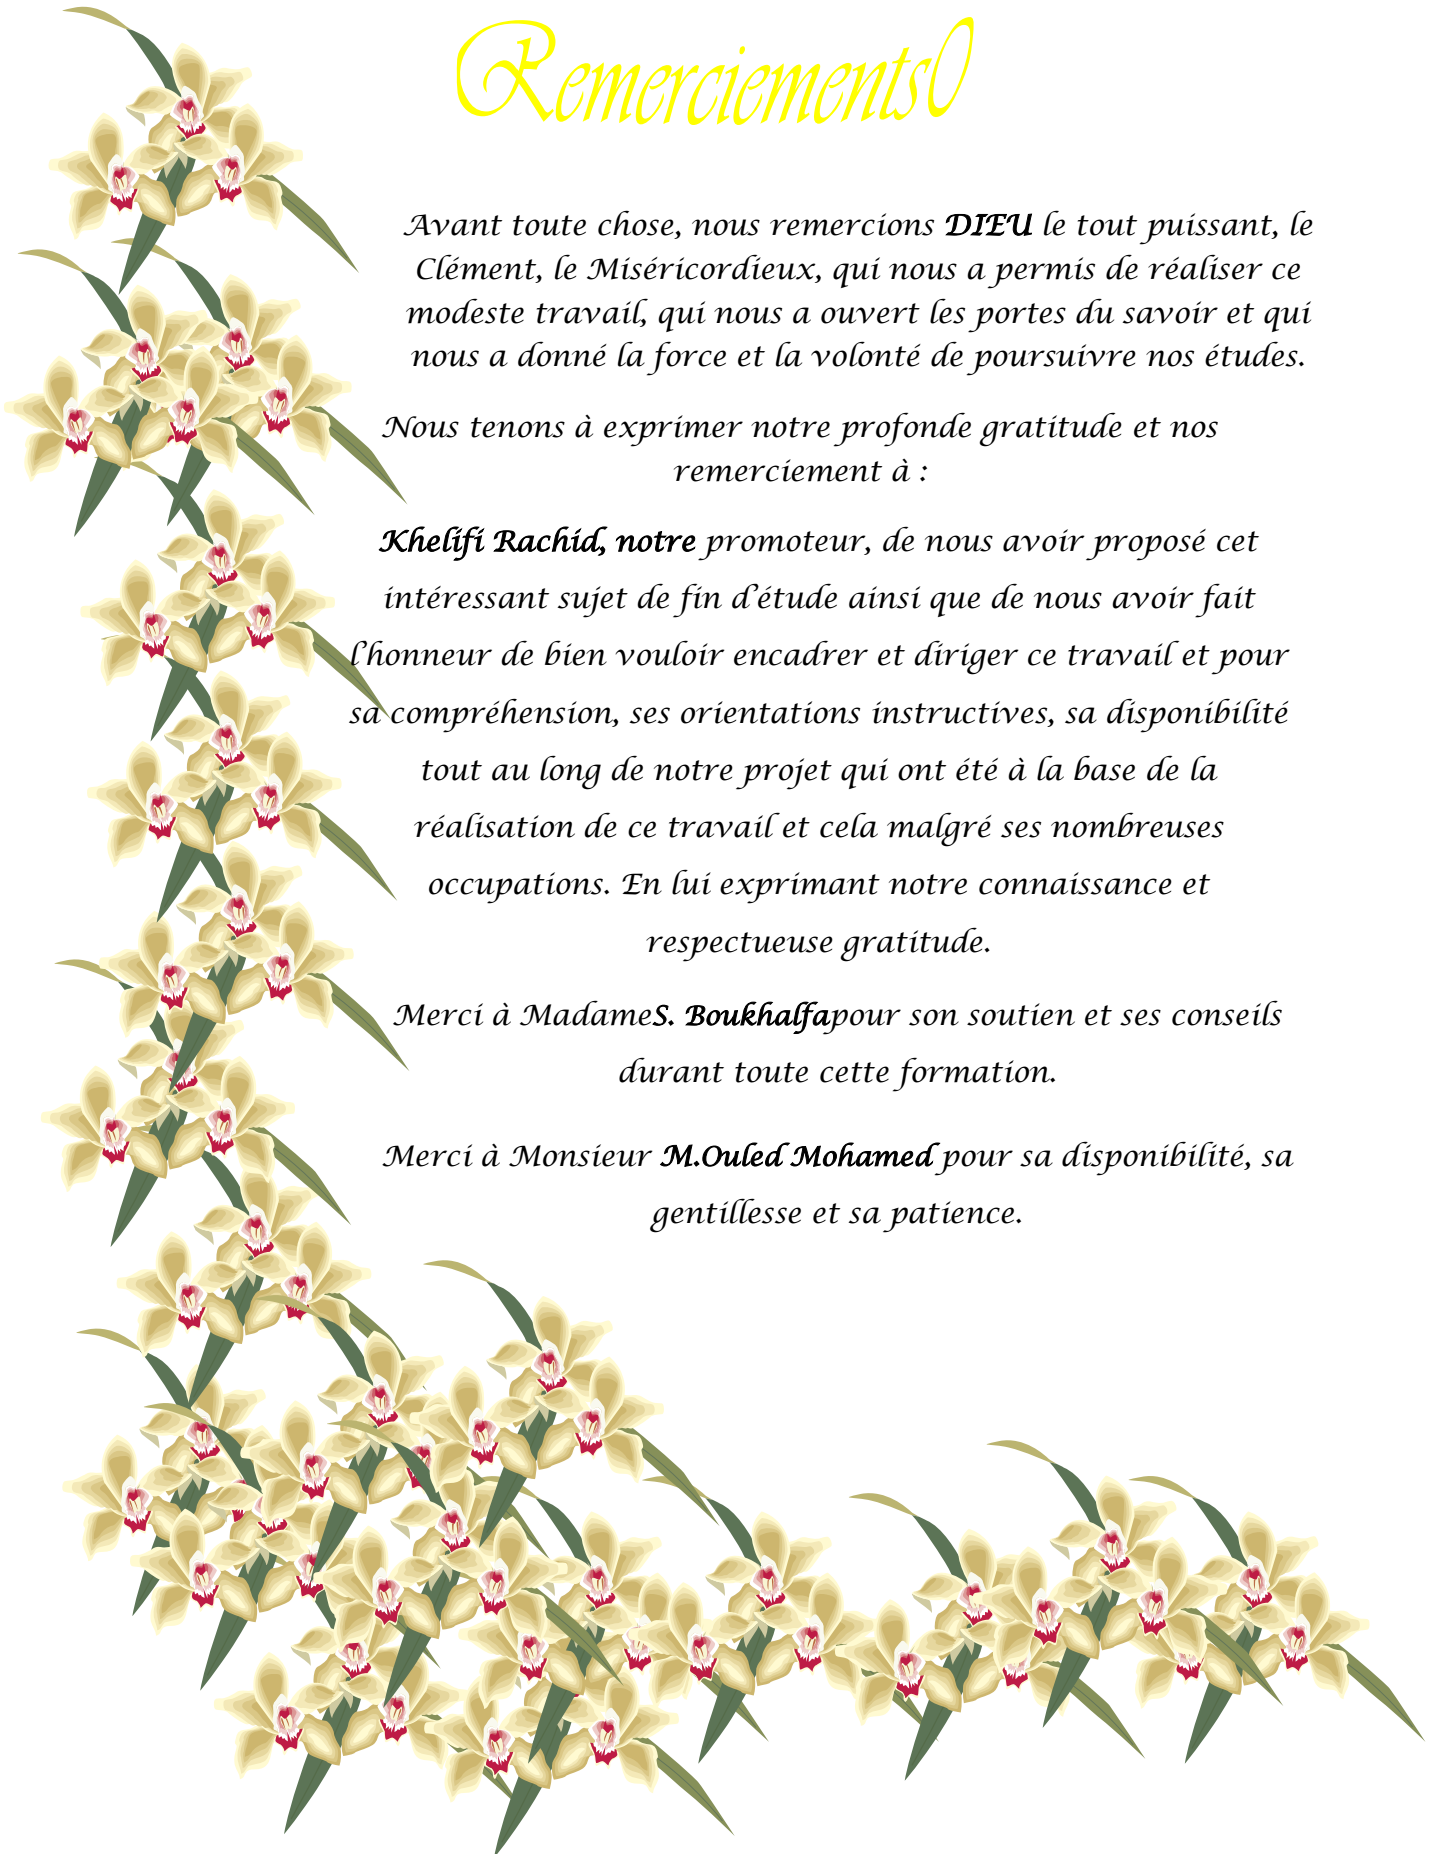 Remerciements0
Avant toute chose, nous remercions DIEU le tout puissant, le
Clément, le Miséricordieux, qui nous a permis de réaliser ce
modeste travail, qui nous a ouvert les portes du savoir et qui
nous a donné la force et la volonté de poursuivre nos études.
Nous tenons à exprimer notre profonde gratitude et nos
remerciement à :
Khelifi Rachid, notre promoteur, de nous avoir proposé cet
intéressant sujet de fin d'étude ainsi que de nous avoir fait
l'honneur de bien vouloir encadrer et diriger ce travail et pour
sa compréhension, ses orientations instructives, sa disponibilité
tout au long de notre projet qui ont été à la base de la
réalisation de ce travail et cela malgré ses nombreuses
occupations. En lui exprimant notre connaissance et
respectueuse gratitude.
Merci à MadameS. Boukhalfapour son soutien et ses conseils
durant toute cette formation.
Merci à Monsieur M.Ouled Mohamed pour sa disponibilité, sa
gentillesse et sa patience.